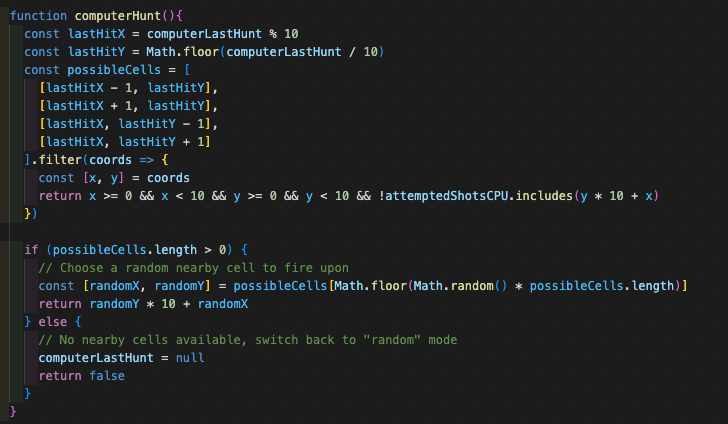 function computerHunt(){
  const lastHitX = computerLastHunt % 10
  const lastHitY = Math.floor(computerLastHunt / 10)
  const possibleCells = [
    [lastHitX - 1, lastHitY],
    [lastHitX + 1, lastHitY],
    [lastHitX, lastHitY - 1],
    [lastHitX, lastHitY + 1]
  ].filter(coords => {
    const [x, y] = coords
    return x >= 0 && x < 10 && y >= 0 && y < 10 && !attemptedShotsCPU.includes(y * 10 + x)
  })

  if (possibleCells.length > 0) {
    // Choose a random nearby cell to fire upon
    const [randomX, randomY] = possibleCells[Math.floor(Math.random() * possibleCells.length)]
    return randomY * 10 + randomX
  } else {
    // No nearby cells available, switch back to "random" mode
    computerLastHunt = null
    return false
  }
}